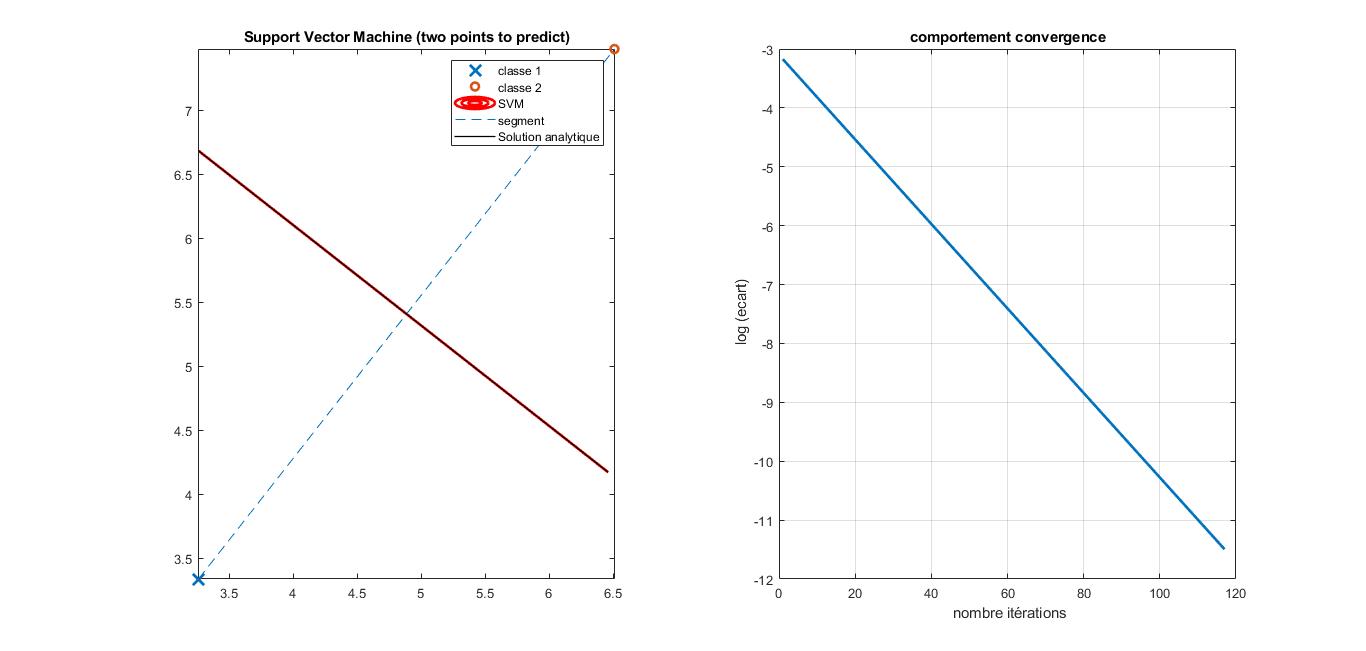 Support Vector Machine (two points to predict)
classe 1
classe 2
SVM
segment
Solution analytique
7
6.5
6
5.5
5
4.5
4
3.5
3.5 4 4.5 5 5.5 6 6.5
comportement convergence
-3
-4
-5
-6
-7
-8
-9
-10
-11
-12
log (ecart)
0 20 40 60 80 100 120
nombre itérations